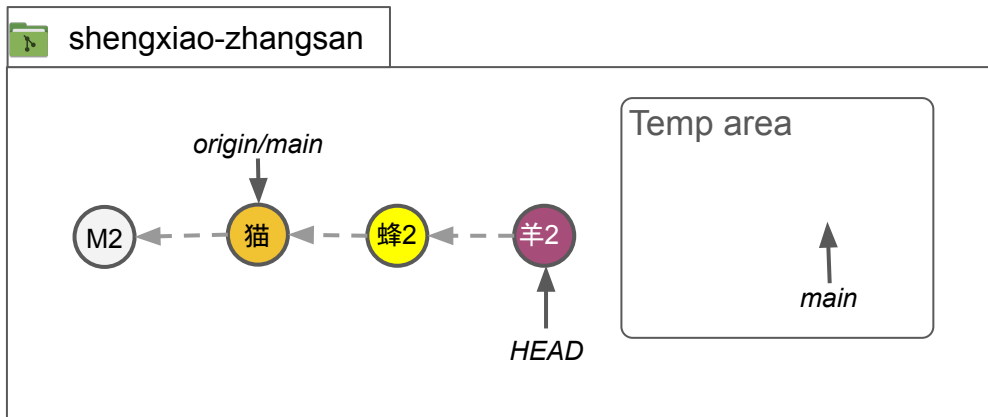 shengxiao-zhangsan
Temp area
origin/main
M2
猫
蜂2
羊2
main
HEAD